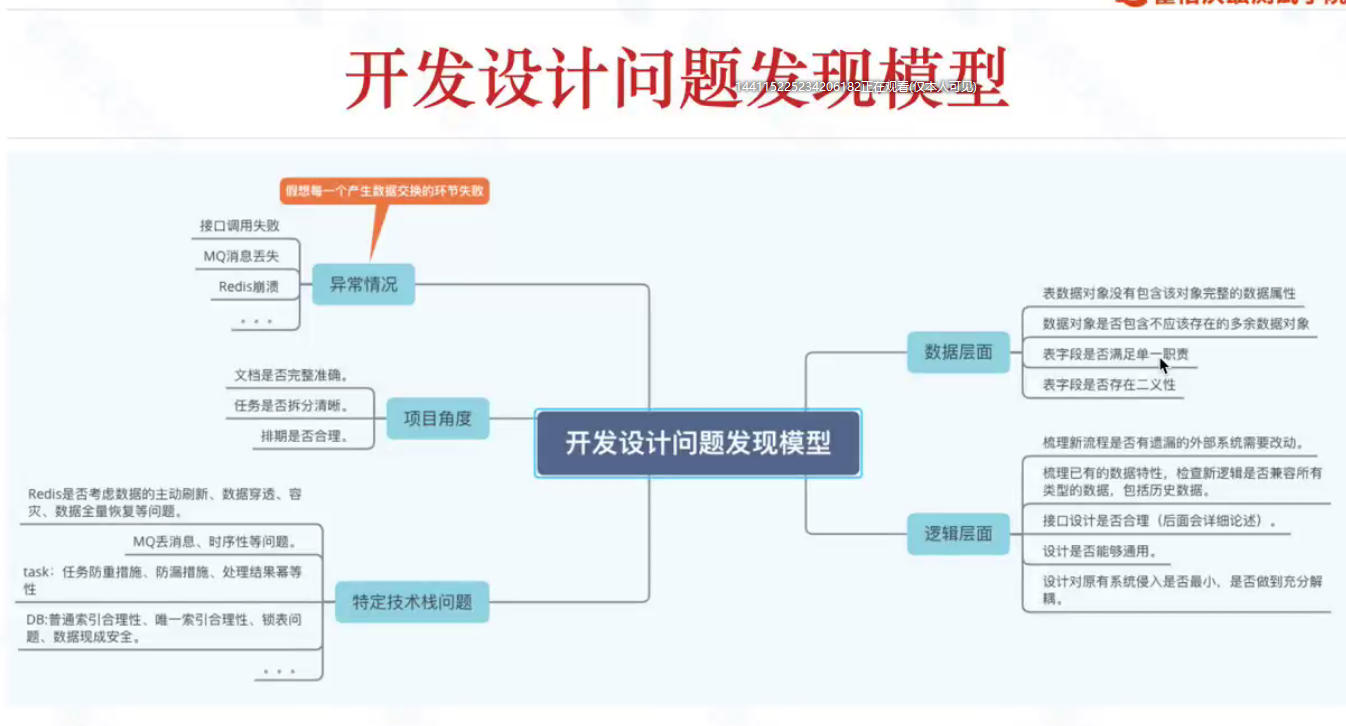 开发设计问题发现模型
144115225234206182正在观看(仅本人可见)
假想每一个产生数据交换的环节失败
接口调用失败
MQ消息丢失
Redis崩溃
。。。
异常情况
文档是否完整准确。
任务是否拆分清晰。
排期是否合理。
项目角度
Redis是否考虑数据的主动刷新、数据穿透、容
灾、数据全量恢复等问题。
MQ丢消息、时序性等问题。
task：任务防重措施、防漏措施、处理结果幂等
性
DB:普通索引合理性、唯一索引合理性、锁表问
题、数据现成安全。
。。。
特定技术栈问题
开发设计问题发现模型
数据层面
表数据对象没有包含该对象完整的数据属性
数据对象是否包含不应该存在的多余数据对象
表字段是否满足单一职责
表字段是否存在二义性
逻辑层面
梳理新流程是否有遗漏的外部系统需要改动。
梳理已有的数据特性，检查新逻辑是否兼容所有
类型的数据，包括历史数据。
接口设计是否合理（后面会详细论述）。
设计是否能够通用。
设计对原有系统侵入是否最小、是否做到充分解
耦。